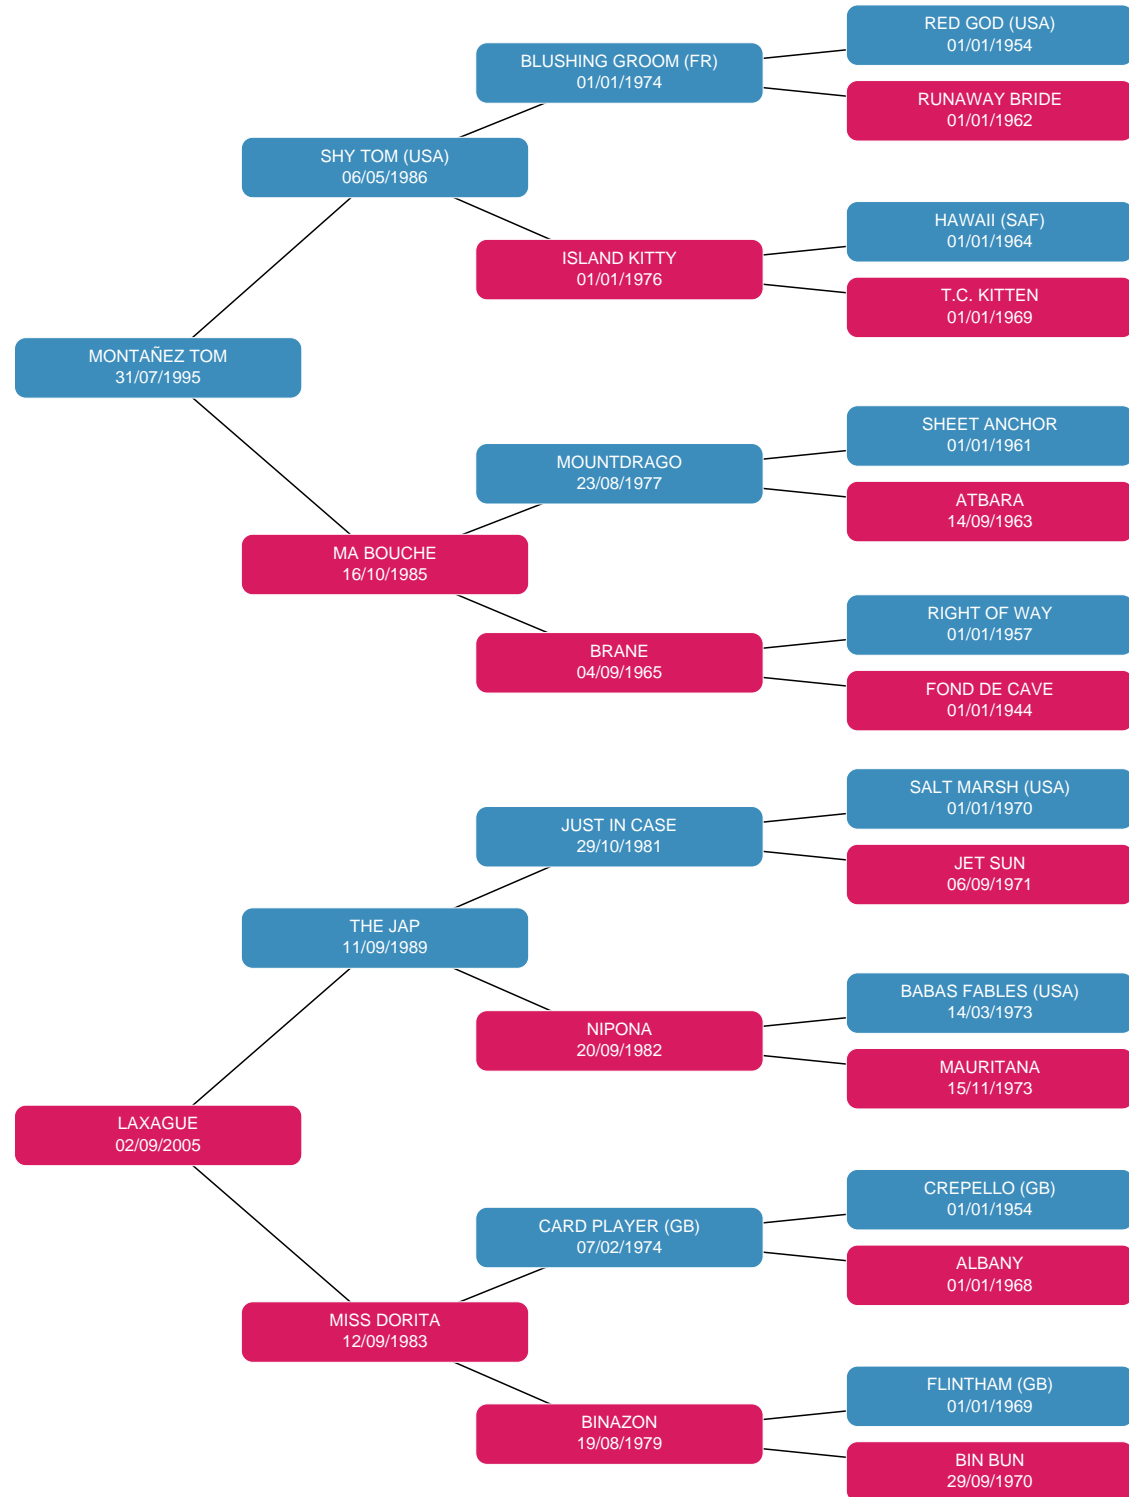 RED GOD (USA)
01/01/1954
BLUSHING GROOM (FR)
01/01/1974
RUNAWAY BRIDE
01/01/1962
SHY TOM (USA)
06/05/1986
HAWAII (SAF)
01/01/1964
ISLAND KITTY
01/01/1976
T.C. KITTEN
01/01/1969
MONTAÑEZ TOM
31/07/1995
SHEET ANCHOR
01/01/1961
MOUNTDRAGO
23/08/1977
ATBARA
14/09/1963
MA BOUCHE
16/10/1985
RIGHT OF WAY
01/01/1957
BRANE
04/09/1965
FOND DE CAVE
01/01/1944
SALT MARSH (USA)
01/01/1970
JUST IN CASE
29/10/1981
JET SUN
06/09/1971
THE JAP
11/09/1989
BABAS FABLES (USA)
14/03/1973
NIPONA
20/09/1982
MAURITANA
15/11/1973
LAXAGUE
02/09/2005
CREPELLO (GB)
01/01/1954
CARD PLAYER (GB)
07/02/1974
ALBANY
01/01/1968
MISS DORITA
12/09/1983
FLINTHAM (GB)
01/01/1969
BINAZON
19/08/1979
BIN BUN
29/09/1970